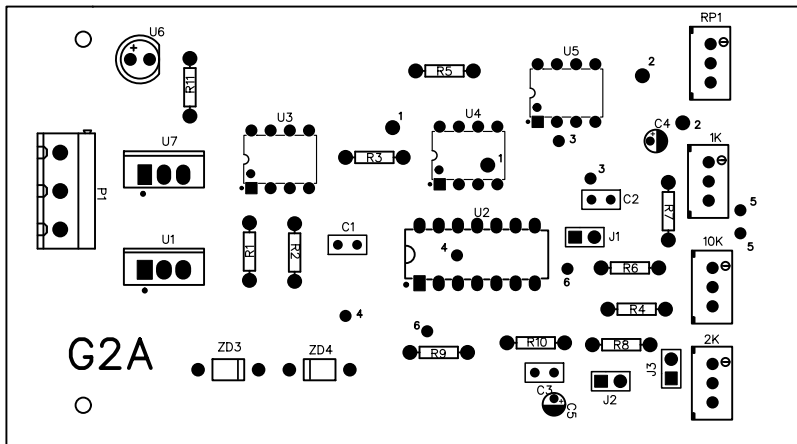 RP1
U6
U5
2
R5
+
R11
1
U3
U4
C4
+
2
1K
3
U7
R3
1
P1
3
C2
R7
5
U2
C1
J1
5
U1
R1
R2
4
10K
6
R6
R4
4
6
G2A
ZD3
ZD4
R9
R10
R8
2K
J3
C3
J2
C5
+